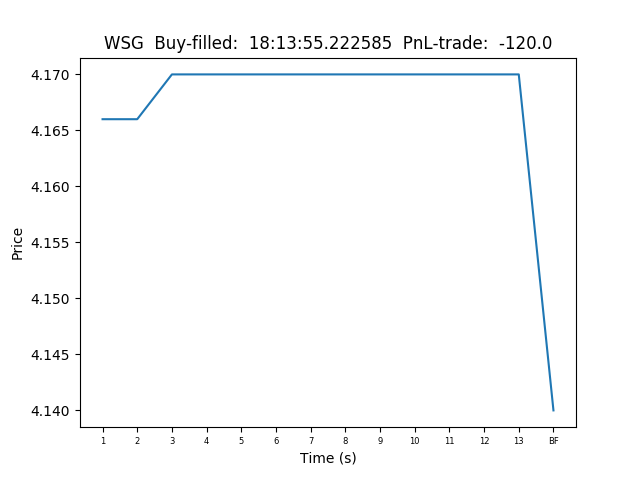 WSG  Buy-filled:  18:13:55.222585  PnL-trade:  -120.0
4.170
4.165
4.160
4.155
4.150
4.145
4.140
Price
1 2 3 4 5 6 7 8 9 10 11 12 13 BF
Time (s)